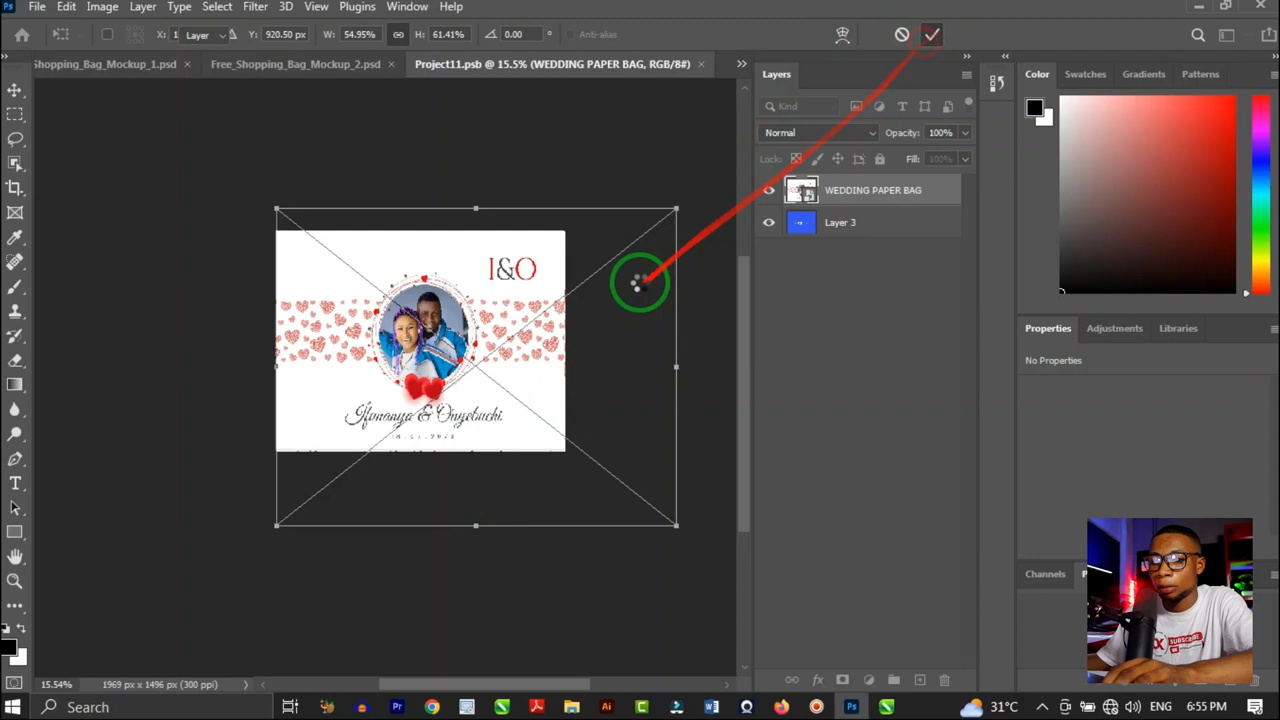 Ps File Edit Image Layer Type Select Filter 3D View Plugins Window Help
X: 1 Layer Y: 920.50 px W: 54.95% H: 61.41% 0.00 ° Anti-alias
Shopping_Bag_Mockup_1.psd × Free_Shopping_Bag_Mockup_2.psd × Project11.psb @ 15.5% (WEDDING PAPER BAG, RGB/8#) ×
Layers
Kind
Normal Opacity: 100%
Lock: Fill: 100%
WEDDING PAPER BAG
Layer 3
Color Swatches Gradients Patterns
Properties Adjustments Libraries
No Properties
Channels
I&O
Ifunanya & Onyebuchi
SUBSCRIBE
15.54% 1969 px x 1496 px (300 ppi)
Search
31°C ENG 6:55 PM